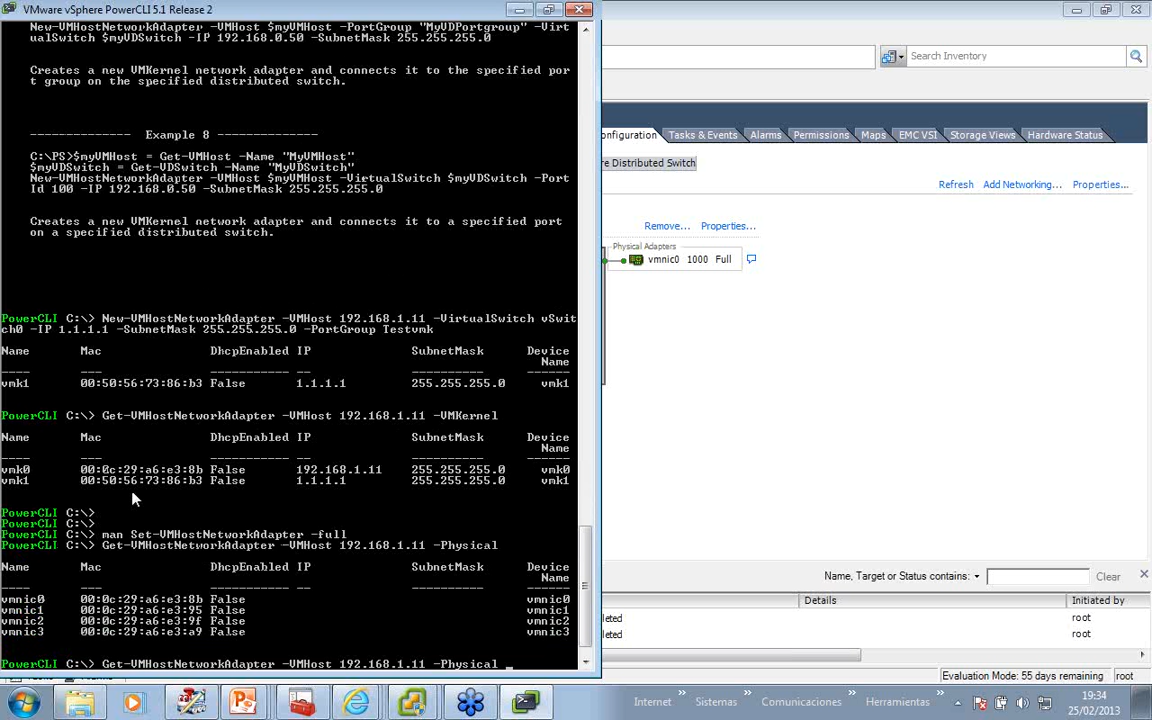 VMware vSphere PowerCLI 5.1 Release 2
New-VMHostNetworkAdapter -VMHost $myVMHost -PortGroup "MyVDPortgroup" -Virt
ualSwitch $myVDSwitch -IP 192.168.0.50 -SubnetMask 255.255.255.0
Creates a new VMKernel network adapter and connects it to the specified por
t group on the specified distributed switch.
-------------- Example 8 --------------
C:\PS>$myVMHost = Get-VMHost -Name "MyVMHost"
$myVDSwitch = Get-VDSwitch -Name "MyVDSwitch"
New-VMHostNetworkAdapter -VMHost $myVMHost -VirtualSwitch $myVDSwitch -Port
Id 100 -IP 192.168.0.50 -SubnetMask 255.255.255.0
Creates a new VMKernel network adapter and connects it to a specified port
on a specified distributed switch.
PowerCLI C:\> New-VMHostNetworkAdapter -VMHost 192.168.1.11 -VirtualSwitch vSwit
ch0 -IP 1.1.1.1 -SubnetMask 255.255.255.0 -PortGroup Testvmk
Name Mac DhcpEnabled IP SubnetMask Device
Name
---- --- ----------- -- ---------- ------
vmk1 00:50:56:73:86:b3 False 1.1.1.1 255.255.255.0 vmk1
PowerCLI C:\> Get-VMHostNetworkAdapter -VMHost 192.168.1.11 -VMKernel
Name Mac DhcpEnabled IP SubnetMask Device
Name
---- --- ----------- -- ---------- ------
vmk0 00:0c:29:a6:e3:8b False 192.168.1.11 255.255.255.0 vmk0
vmk1 00:50:56:73:86:b3 False 1.1.1.1 255.255.255.0 vmk1
PowerCLI C:\>
PowerCLI C:\>
PowerCLI C:\> man Set-VMHostNetworkAdapter -full
PowerCLI C:\> Get-VMHostNetworkAdapter -VMHost 192.168.1.11 -Physical
Name Mac DhcpEnabled IP SubnetMask Device
Name
---- --- ----------- -- ---------- ------
vmnic0 00:0c:29:a6:e3:8b False vmnic0
vmnic1 00:0c:29:a6:e3:95 False vmnic1
vmnic2 00:0c:29:a6:e3:9f False vmnic2
vmnic3 00:0c:29:a6:e3:a9 False vmnic3
PowerCLI C:\> Get-VMHostNetworkAdapter -VMHost 192.168.1.11 -Physical _
Search Inventory
onfiguration Tasks & Events Alarms Permissions Maps EMC VSI Storage Views Hardware Status
re Distributed Switch
Refresh Add Networking... Properties...
Remove... Properties...
Physical Adapters
vmnic0 1000 Full
Name, Target or Status contains: Clear
Details Initiated by
leted root
leted root
Evaluation Mode: 55 days remaining root
Internet » Sistemas » Comunicaciones » Herramientas »
19:34
25/02/2013